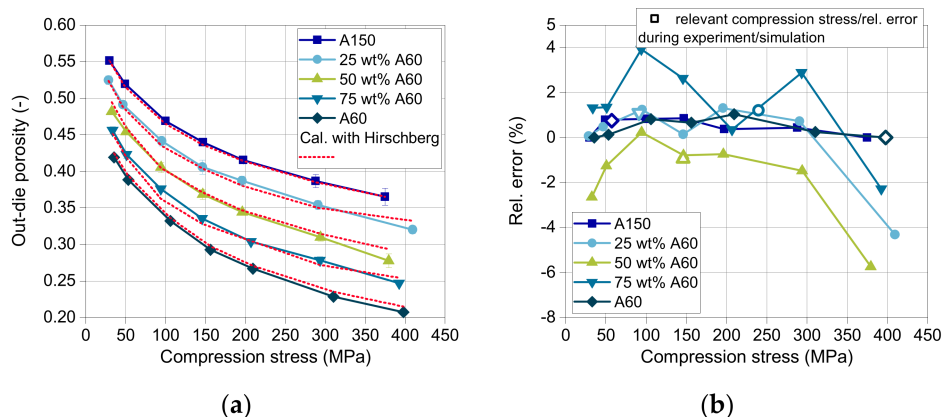 0.60
0.55
0.50
0.45
0.40
0.35
0.30
0.25
0.20
Out-die porosity (-)
A150
25 wt% A60
50 wt% A60
75 wt% A60
A60
Cal. with Hirschberg
0 50 100 150 200 250 300 350 400 450
Compression stress (MPa)
(a)
relevant compression stress/rel. error
during experiment/simulation
4
4
2
0
-2
-4
-6
-8
Rel. error (%)
A150
25 wt% A60
50 wt% A60
75 wt% A60
A60
0 50 100 150 200 250 300 350 400 450
Compression stress (MPa)
(b)